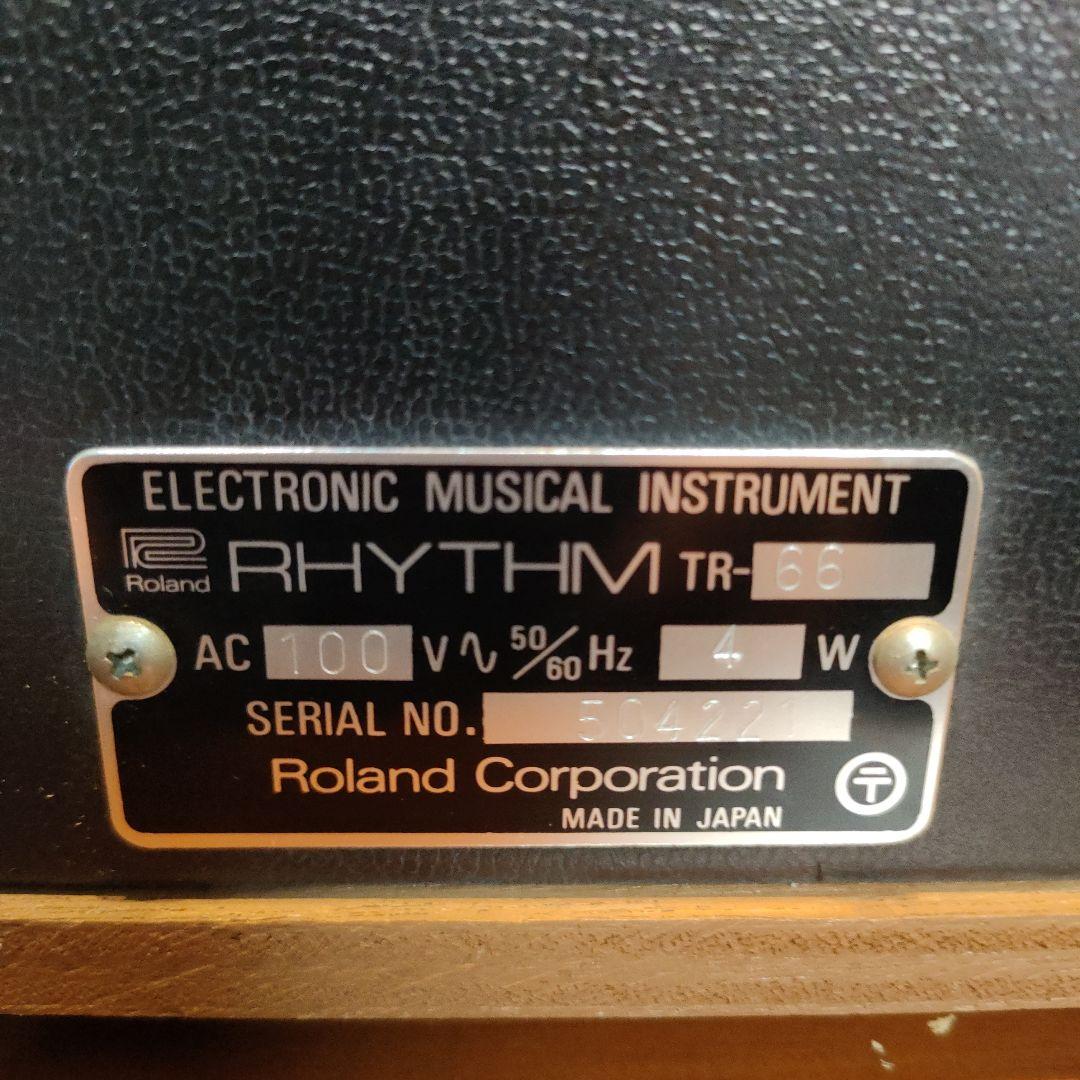 ELECTRONIC MUSICAL INSTRUMENT
Roland RHYTHM TR-66
AC 100 V∿ 50/60 Hz 4 W
SERIAL NO. 504221
Roland Corporation
MADE IN JAPAN